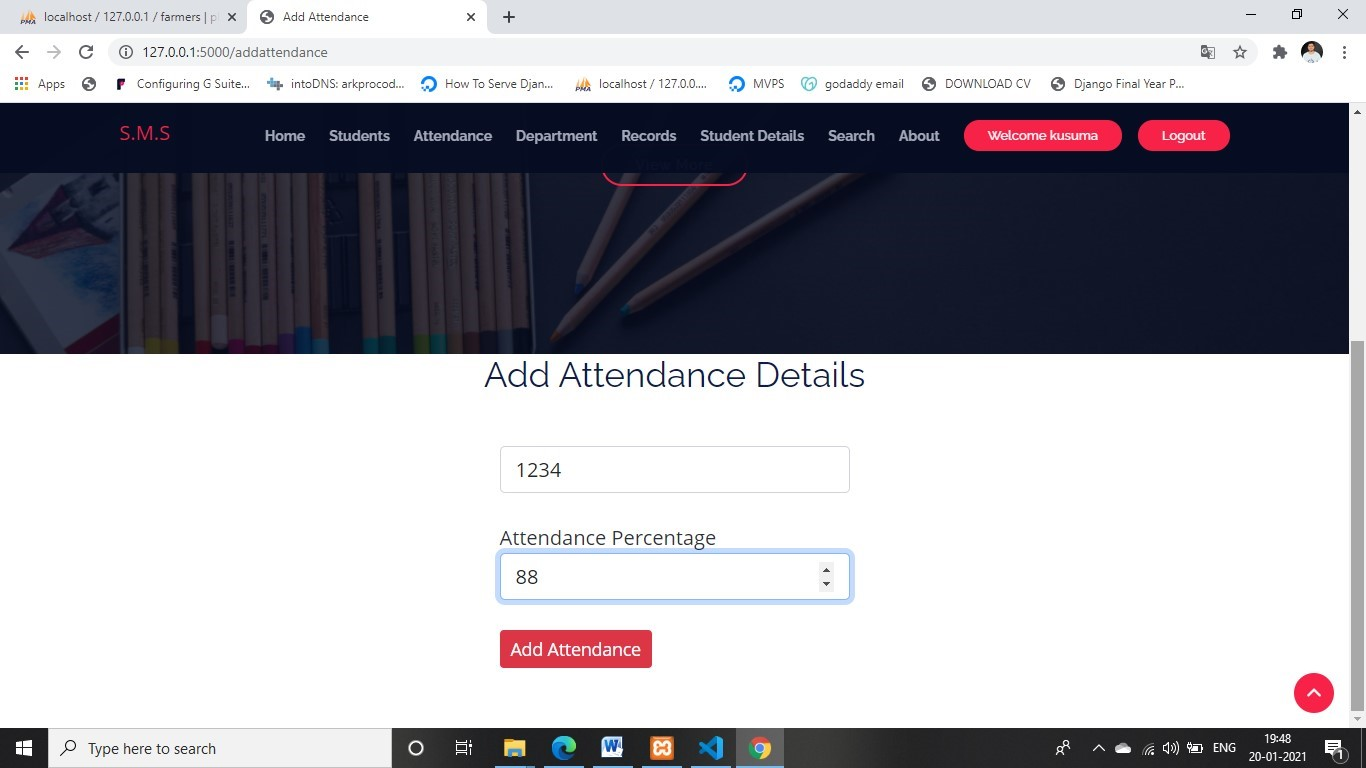 localhost / 127.0.0.1 / farmers | p
Add Attendance
127.0.0.1:5000/addattendance
Apps
Configuring G Suite...
intoDNS: arkprocod...
How To Serve Djan...
localhost / 127.0.0....
MVPS
godaddy email
DOWNLOAD CV
Django Final Year P...
S.M.S
Home
Students
Attendance
Department
Records
Student Details
Search
About
Welcome kusuma
Logout
View More
Add Attendance Details
1234
Attendance Percentage
88
Add Attendance
Type here to search
ENG
19:48
20-01-2021
1